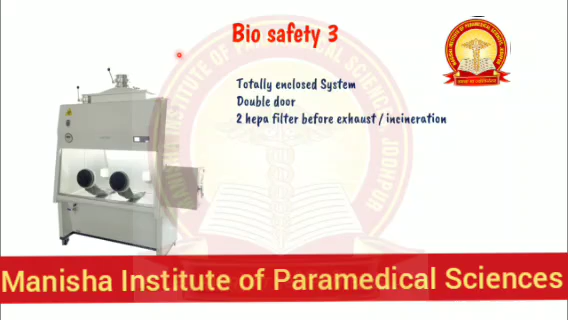 Bio safety 3
Totally enclosed System
Double door
2 hepa filter before exhaust / incineration
Manisha Institute of Paramedical Sciences